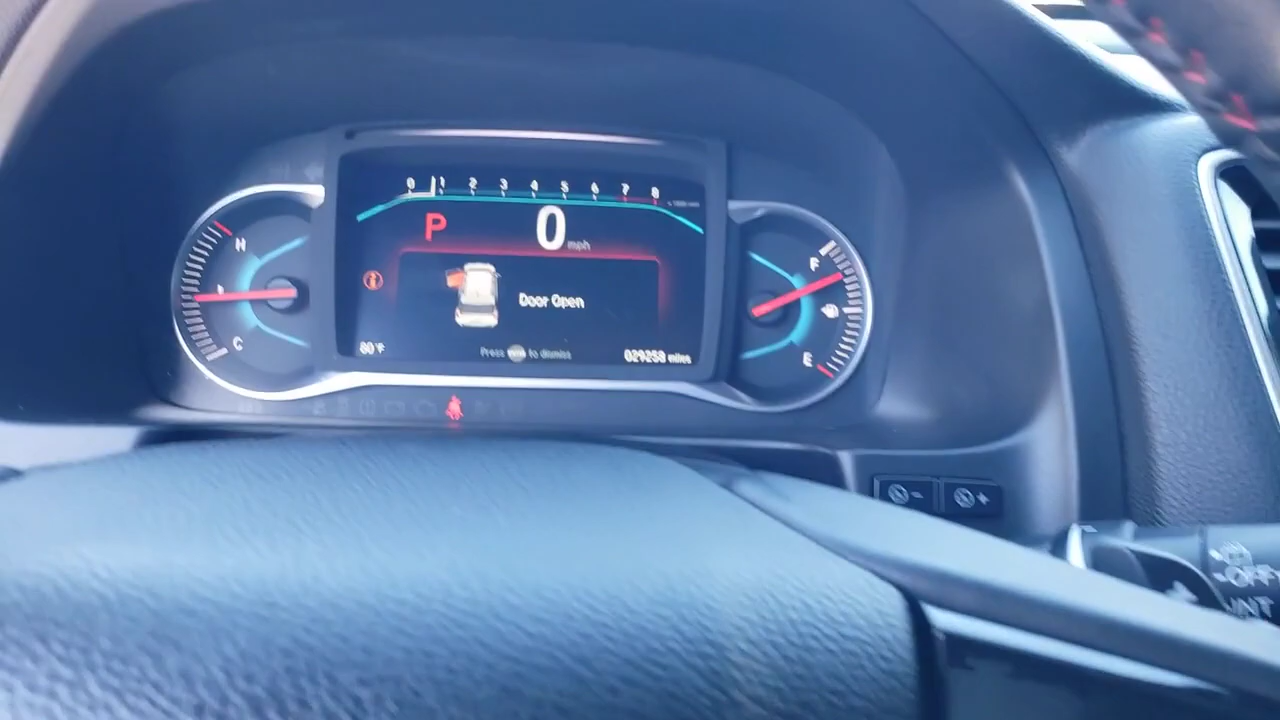 0 1 2 3 4 5 6 7 8
P 0 mph
H
F
Door Open
C
E
80°F
Press to dismiss
029258 miles
- +
-OFF
INT